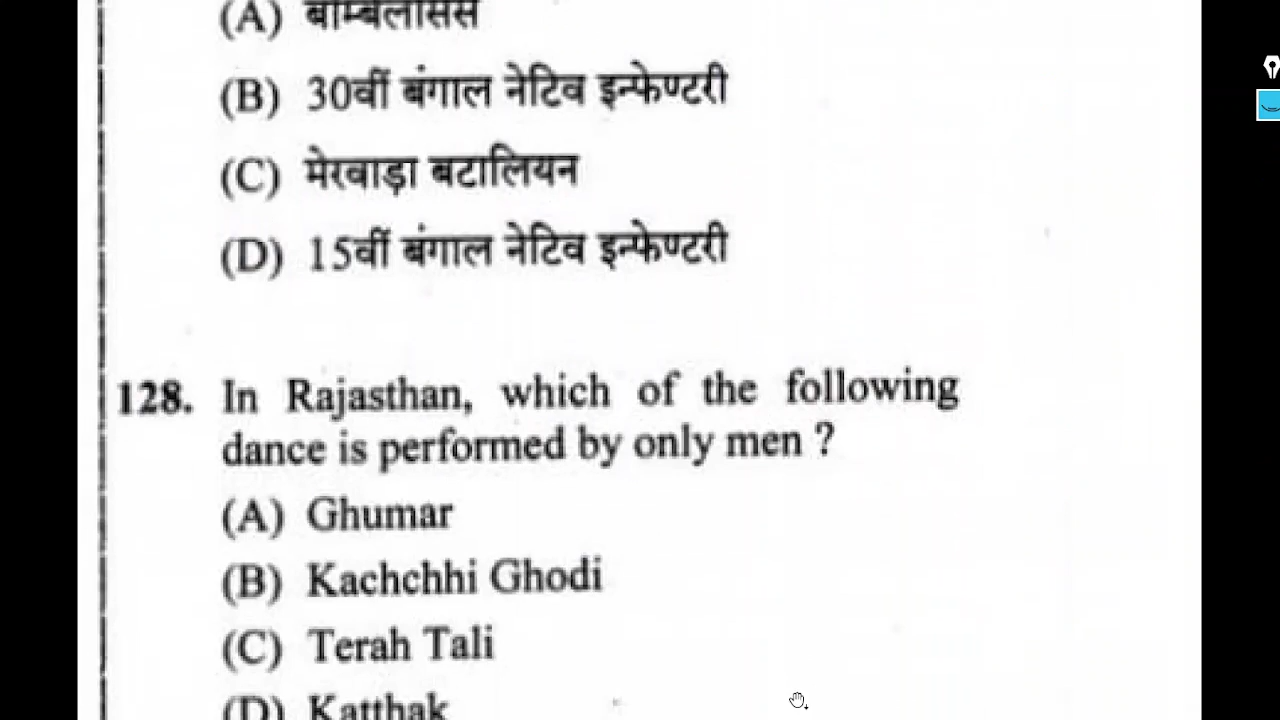 (A) बॉम्बे लांसर्स
(B) 30वीं बंगाल नेटिव इन्फेण्टरी
(C) मेरवाड़ा बटालियन
(D) 15वीं बंगाल नेटिव इन्फेण्टरी
128. In Rajasthan, which of the following
dance is performed by only men ?
(A) Ghumar
(B) Kachchhi Ghodi
(C) Terah Tali
(D) Katthak